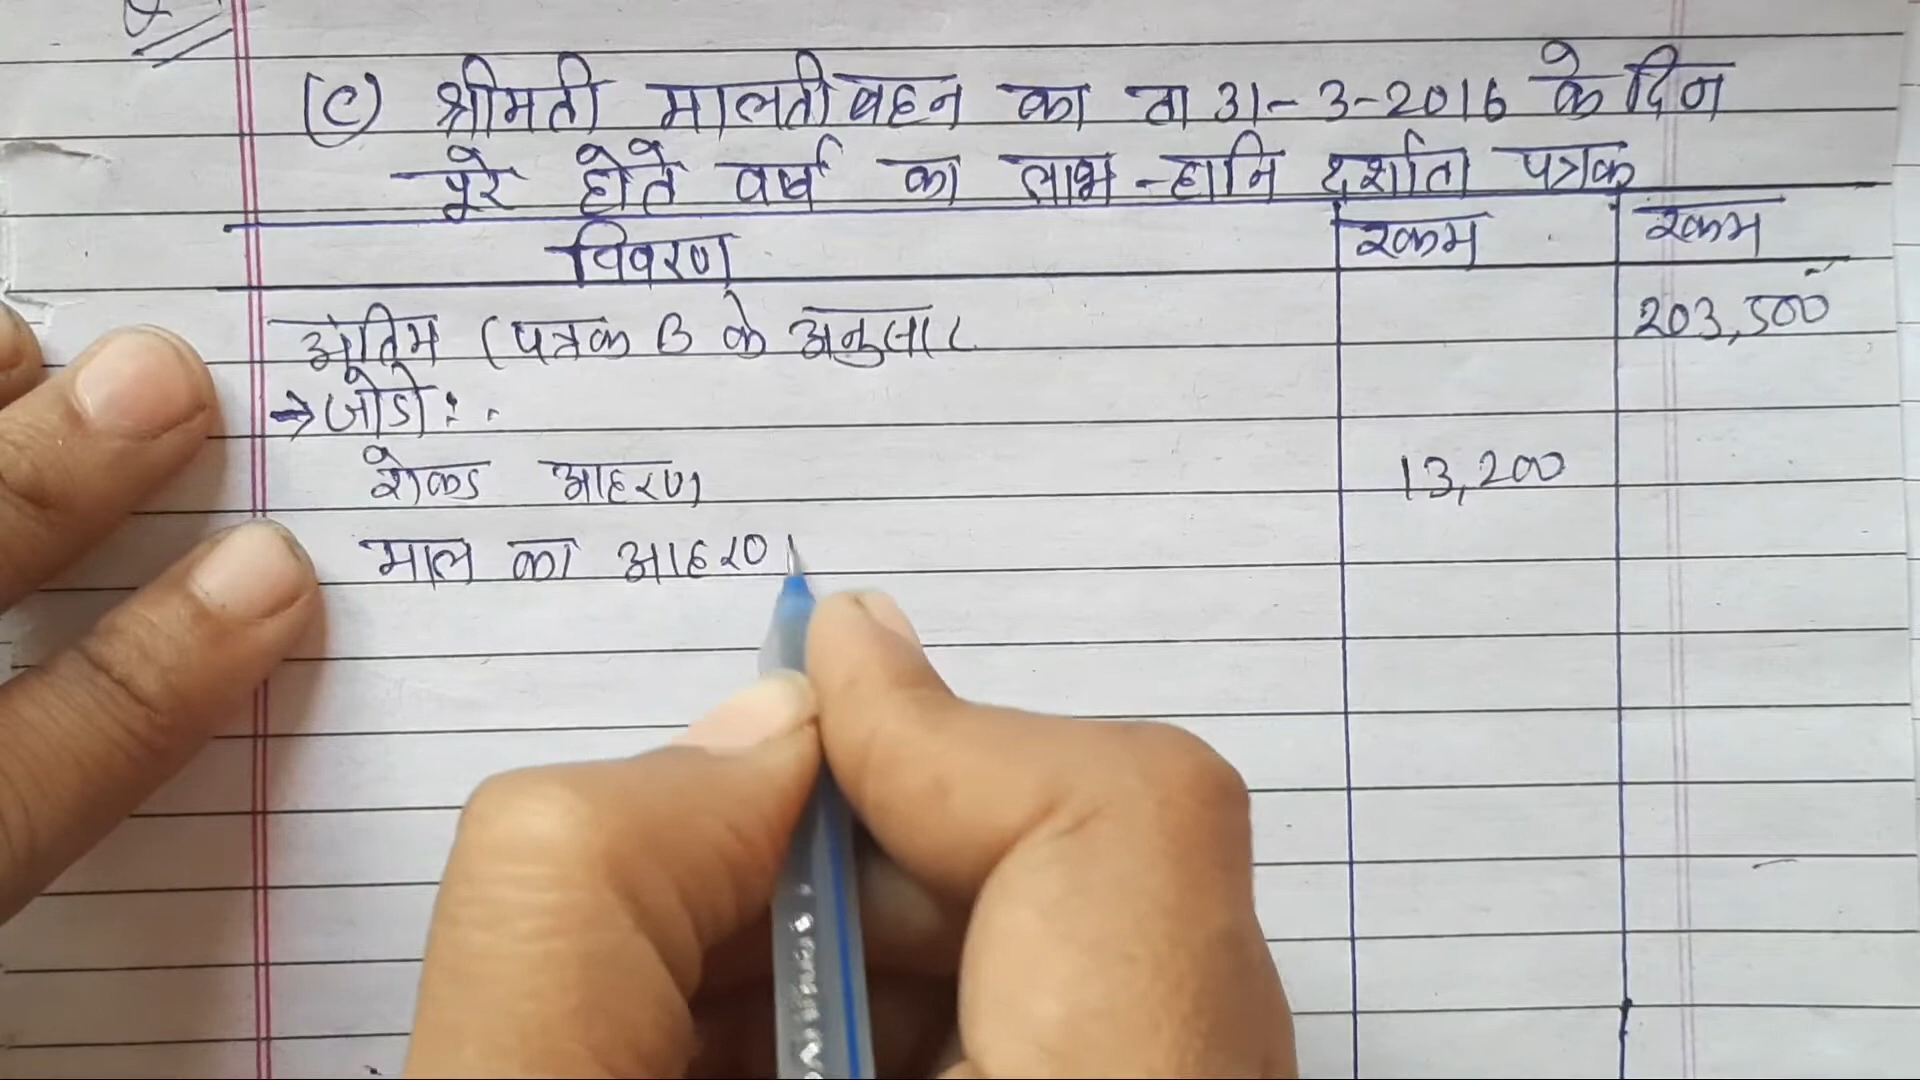 (C) श्रीमती मालतीबहन का ता 31-3-2016 के दिन
पूरे होते वर्ष का लाभ-हानि दर्शाता पत्रक
विवरण रकम रकम
अंतिम (पत्रक B के अनुसार 203,500
→ जोडो:.
रोकड आहरण 13,200
माल का आहरण